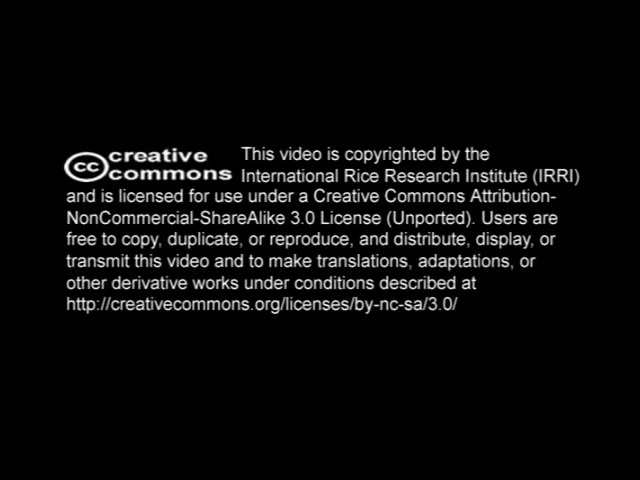 cc creative commons This video is copyrighted by the
International Rice Research Institute (IRRI)
and is licensed for use under a Creative Commons Attribution-
NonCommercial-ShareAlike 3.0 License (Unported). Users are
free to copy, duplicate, or reproduce, and distribute, display, or
transmit this video and to make translations, adaptations, or
other derivative works under conditions described at
http://creativecommons.org/licenses/by-nc-sa/3.0/